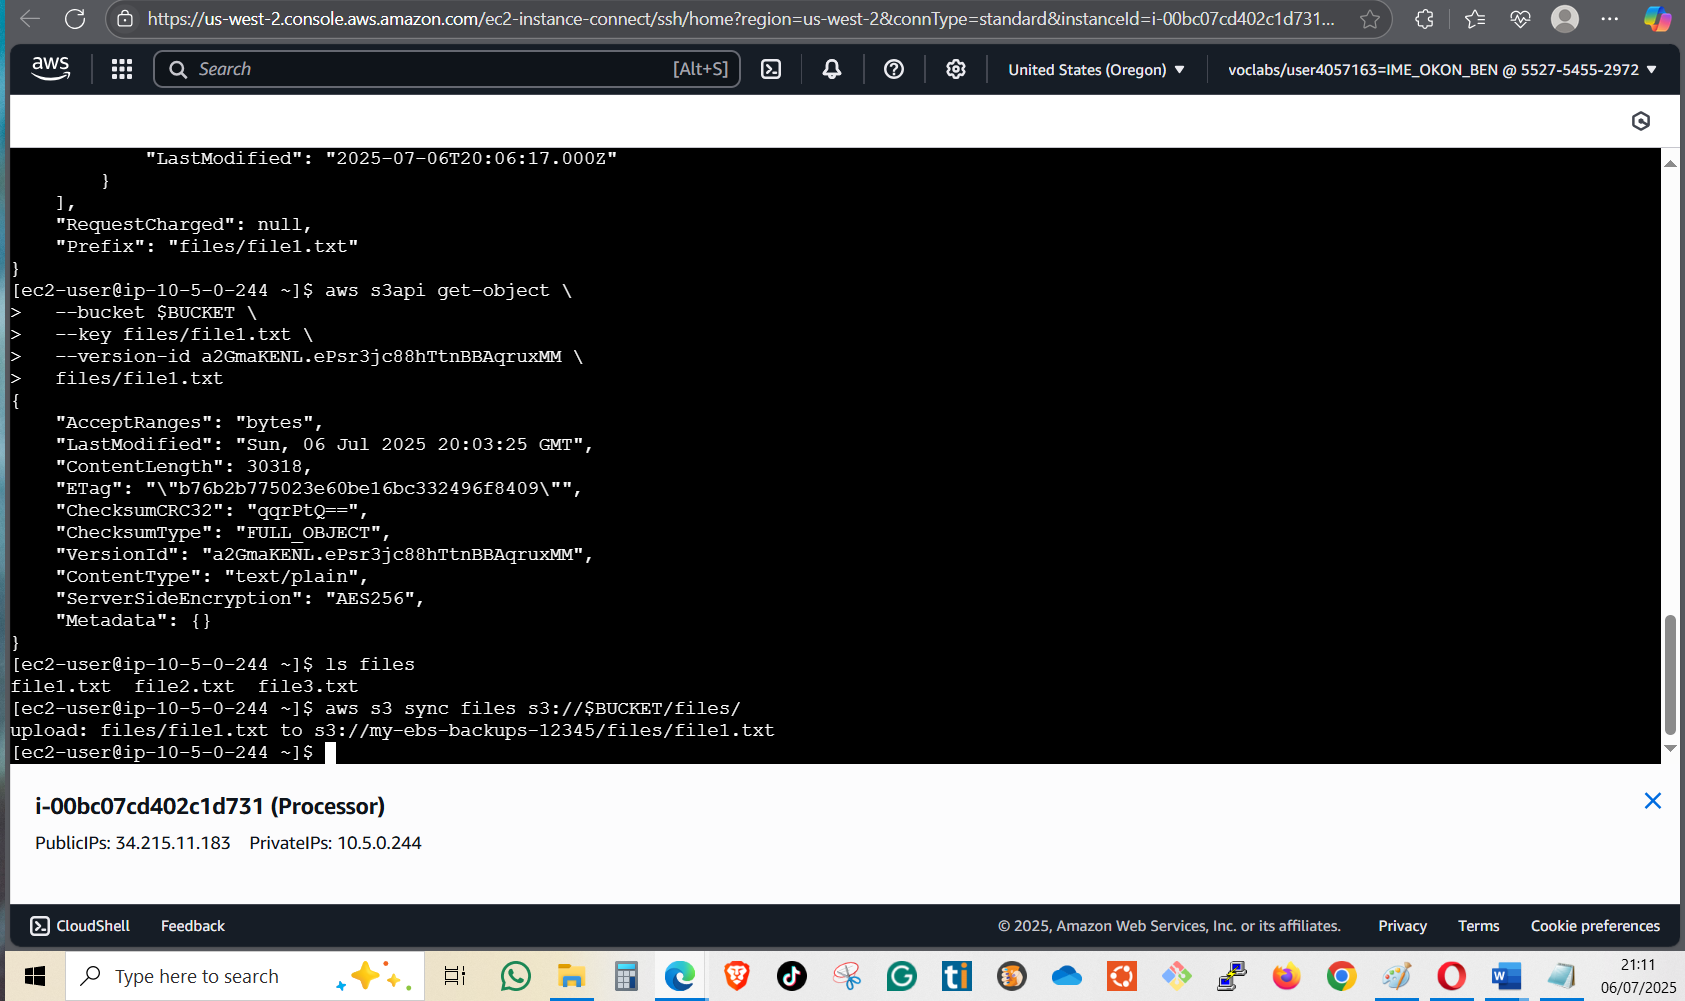 https://us-west-2.console.aws.amazon.com/ec2-instance-connect/ssh/home?region=us-west-2&connType=standard&instanceId=i-00bc07cd402c1d731...
aws
Search
[Alt+S]
United States (Oregon)
voclabs/user4057163=IME_OKON_BEN @ 5527-5455-2972
            "LastModified": "2025-07-06T20:06:17.000Z"
        }
    ],
    "RequestCharged": null,
    "Prefix": "files/file1.txt"
}
[ec2-user@ip-10-5-0-244 ~]$ aws s3api get-object \
>   --bucket $BUCKET \
>   --key files/file1.txt \
>   --version-id a2GmaKENL.ePsr3jc88hTtnBBAqruxMM \
>   files/file1.txt
{
    "AcceptRanges": "bytes",
    "LastModified": "Sun, 06 Jul 2025 20:03:25 GMT",
    "ContentLength": 30318,
    "ETag": "\"b76b2b775023e60be16bc332496f8409\"",
    "ChecksumCRC32": "qqrPtQ==",
    "ChecksumType": "FULL_OBJECT",
    "VersionId": "a2GmaKENL.ePsr3jc88hTtnBBAqruxMM",
    "ContentType": "text/plain",
    "ServerSideEncryption": "AES256",
    "Metadata": {}
}
[ec2-user@ip-10-5-0-244 ~]$ ls files
file1.txt  file2.txt  file3.txt
[ec2-user@ip-10-5-0-244 ~]$ aws s3 sync files s3://$BUCKET/files/
upload: files/file1.txt to s3://my-ebs-backups-12345/files/file1.txt
[ec2-user@ip-10-5-0-244 ~]$
i-00bc07cd402c1d731 (Processor)
PublicIPs: 34.215.11.183    PrivateIPs: 10.5.0.244
CloudShell
Feedback
© 2025, Amazon Web Services, Inc. or its affiliates.
Privacy
Terms
Cookie preferences
Type here to search
ti
W
21:11
06/07/2025